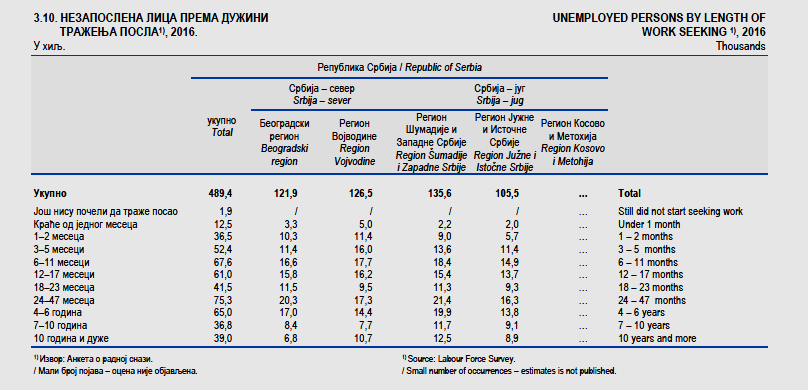 3.10. НЕЗАПОСЛЕНА ЛИЦА ПРЕМА ДУЖИНИ
ТРАЖЕЊА ПОСЛА¹⁾, 2016.
UNEMPLOYED PERSONS BY LENGTH OF
WORK SEEKING ¹⁾, 2016
У хиљ. Thousands
Република Србија / Republic of Serbia
Србија – север Србија – југ
Srbija – sever Srbija – jug
укупно
Total
Београдски
регион
Beogradski
region
Регион
Војводине
Region
Vojvodine
Регион
Шумадије и
Западне Србије
Region Šumadije
i Zapadne Srbije
Регион Јужне
и Источне
Србије
Region Južne i
Istočne Srbije
Регион Косово
и Метохија
Region Kosovo
i Metohija
Укупно 489,4 121,9 126,5 135,6 105,5 ... Total
Још нису почели да траже посао 1,9 / / / / ... Still did not start seeking work
Краће од једног месеца 12,5 3,3 5,0 2,2 2,0 ... Under 1 month
1–2 месеца 36,5 10,3 11,4 9,0 5,7 ... 1 – 2 months
3–5 месеци 52,4 11,4 16,0 13,6 11,4 ... 3 – 5 months
6–11 месеци 67,6 16,6 17,7 18,4 14,9 ... 6 – 11 months
12–17 месеци 61,0 15,8 16,2 15,4 13,7 ... 12 – 17 months
18–23 месеци 41,5 11,5 9,5 11,3 9,3 ... 18 – 23 months
24–47 месеца 75,3 20,3 17,3 21,4 16,3 ... 24 – 47 months
4–6 година 65,0 17,0 14,4 19,9 13,8 ... 4 – 6 years
7–10 година 36,8 8,4 7,7 11,7 9,1 ... 7 – 10 years
10 година и дуже 39,0 6,8 10,7 12,5 8,9 ... 10 years and more
¹⁾ Извор: Анкета о радној снази. ¹⁾ Source: Labour Force Survey.
/ Мали број појава – оцена није објављена. / Small number of occurrences – estimates is not published.